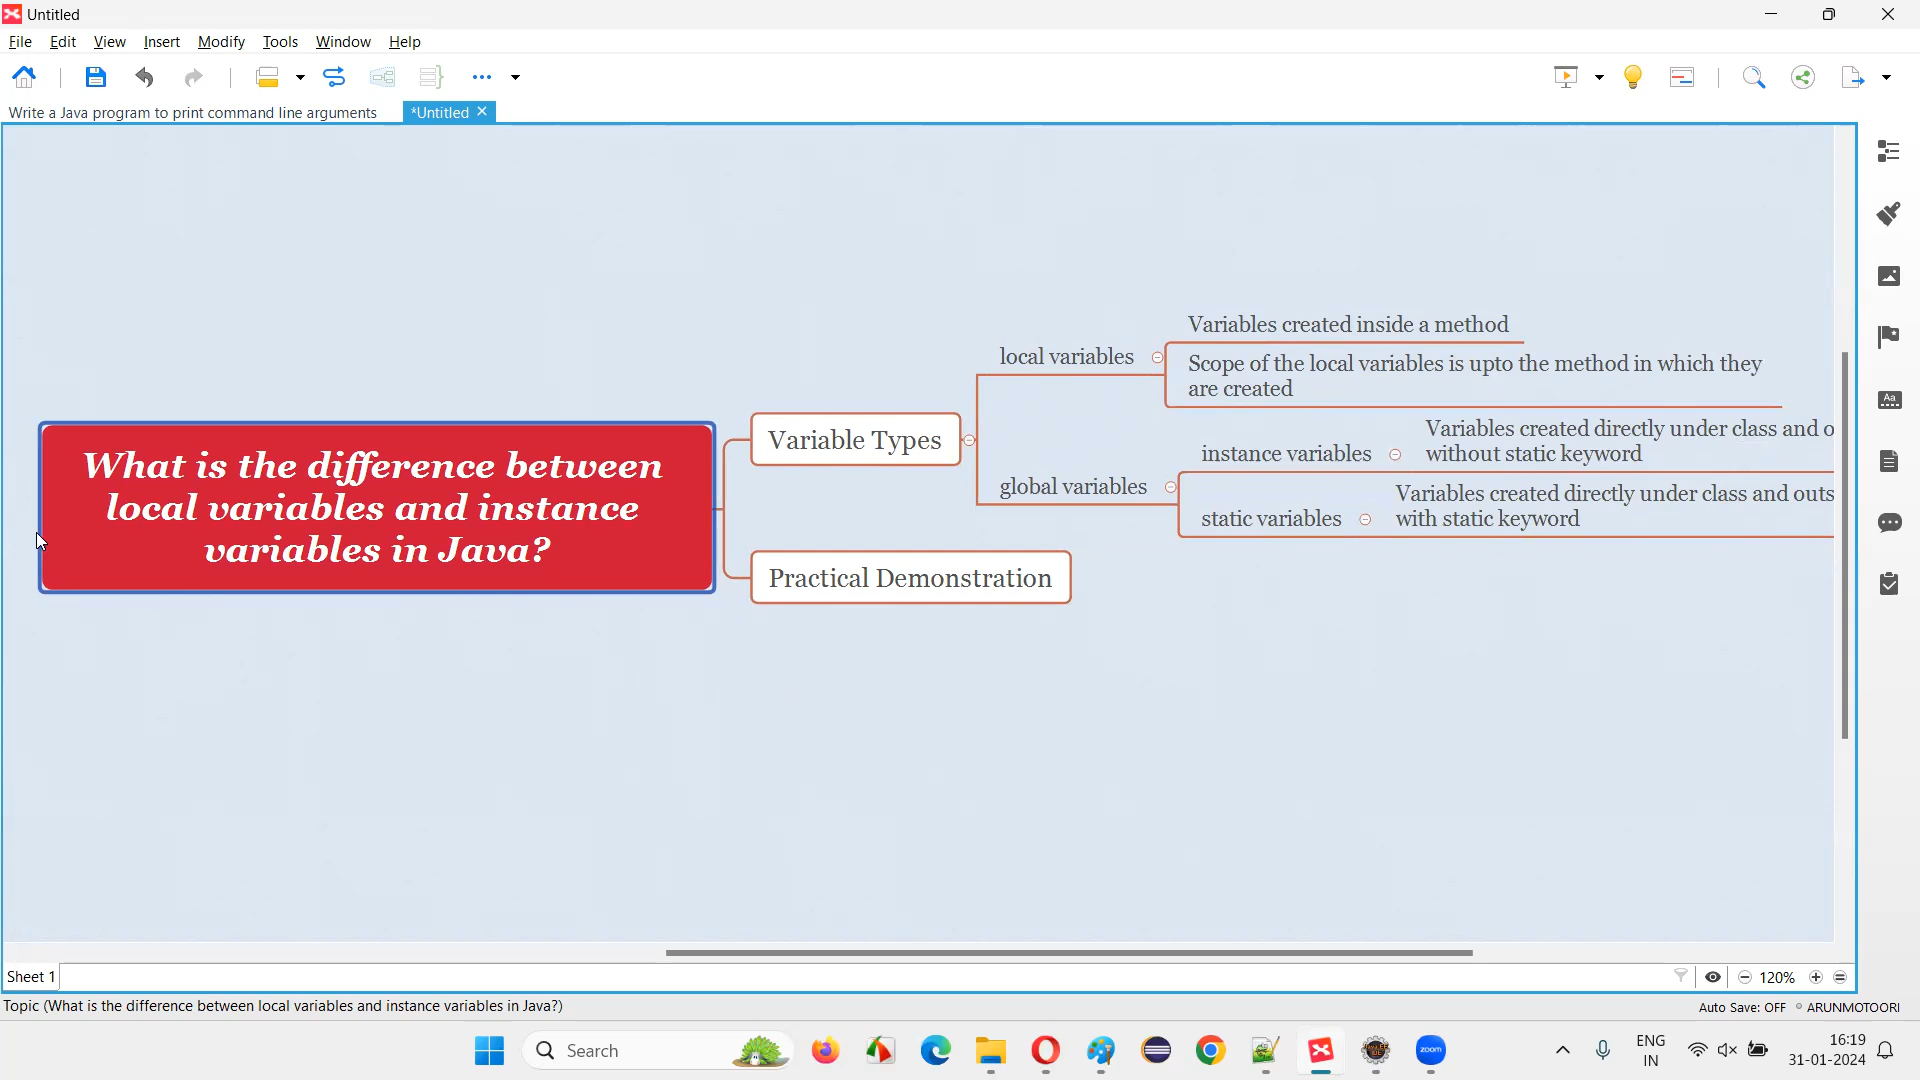 Untitled
File Edit View Insert Modify Tools Window Help
Write a Java program to print command line arguments
*Untitled
Variables created inside a method
local variables
Scope of the local variables is upto the method in which they
are created
What is the difference between
local variables and instance
variables in Java?
Variable Types
instance variables
Variables created directly under class and o
without static keyword
global variables
static variables
Variables created directly under class and outs
with static keyword
Practical Demonstration
Sheet 1
120%
Topic (What is the difference between local variables and instance variables in Java?)
Auto Save: OFF
ARUNMOTOORI
Search
zoom
ENG
IN
16:19
31-01-2024